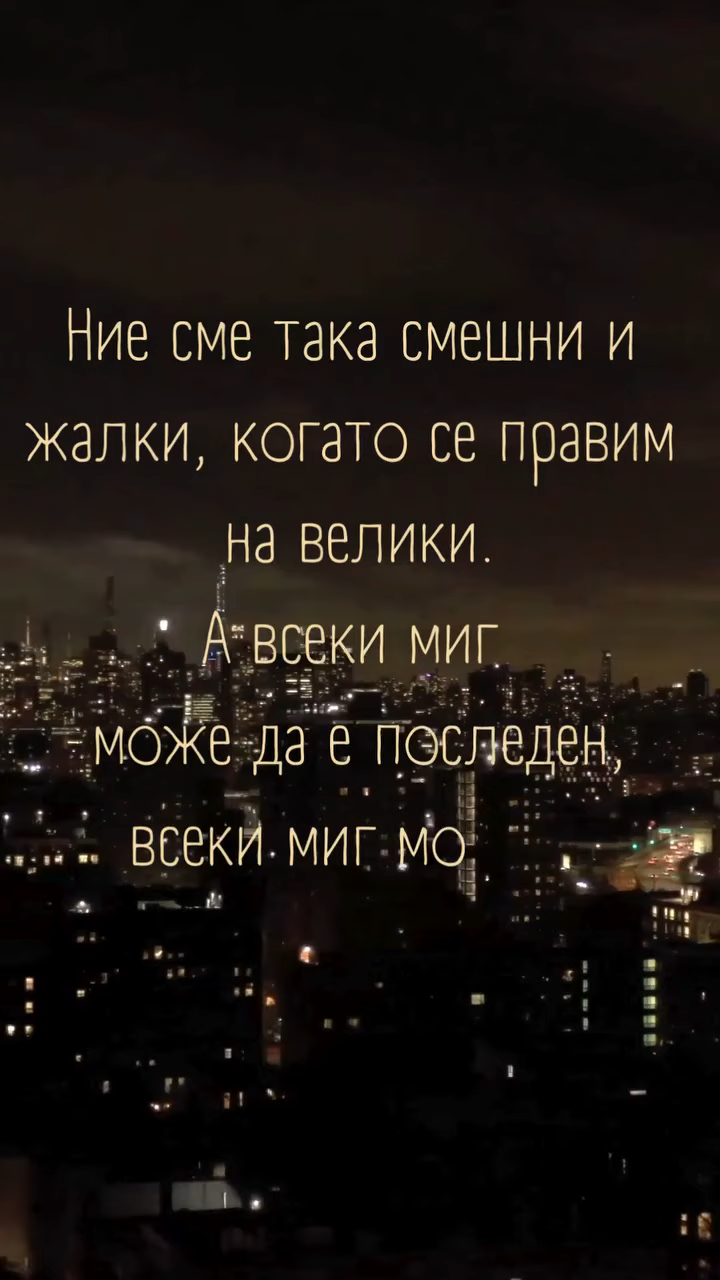 Ние сме така смешни и
жалки, когато се правим
на велики.
А всеки миг
може да е последен,
всеки миг мо